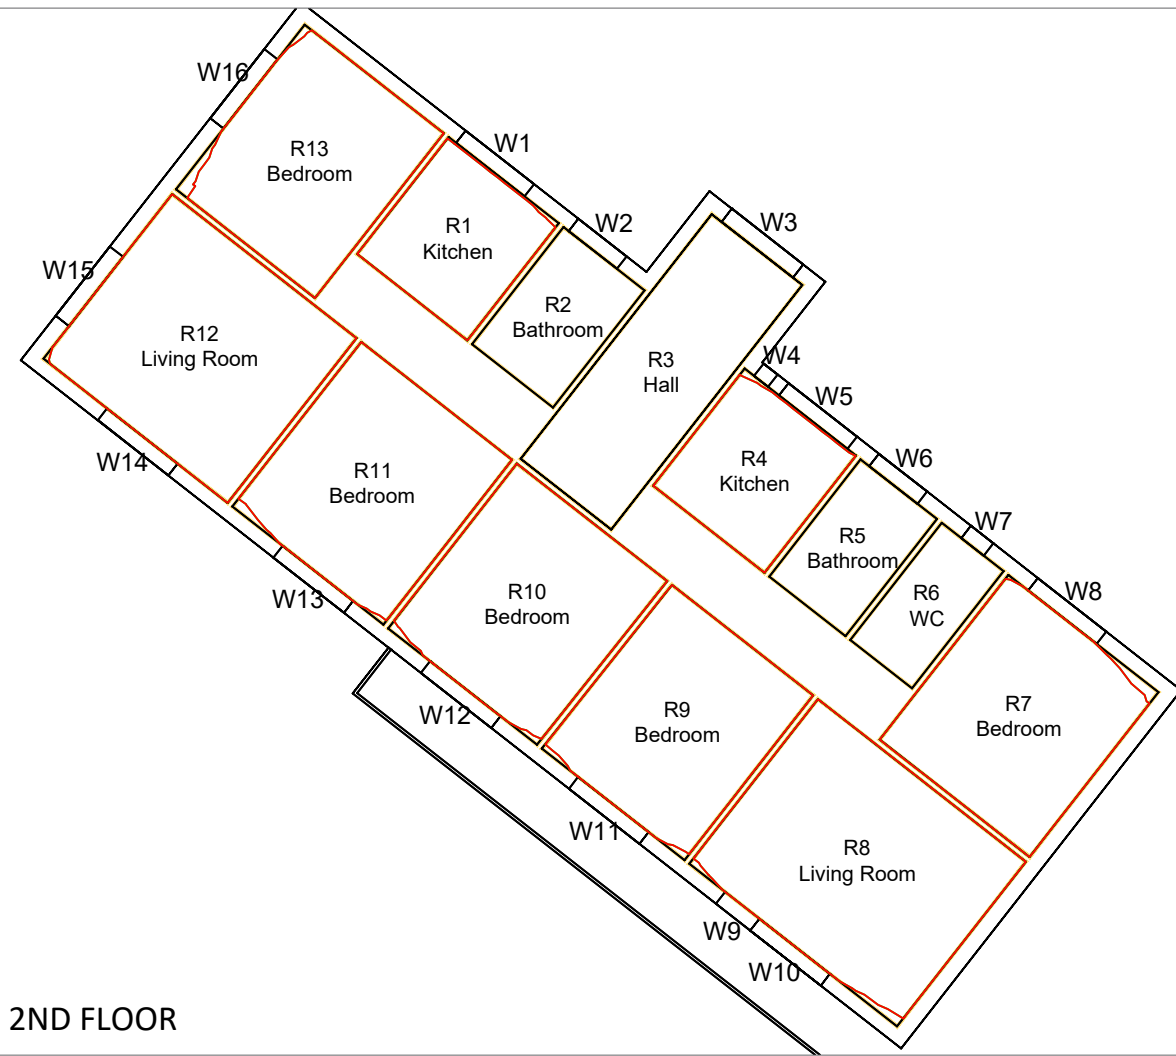 W16
R13
Bedroom
W1
R1
Kitchen
W2
W3
W15
R12
Living Room
R2
Bathroom
R3
Hall
W4
W5
W14
R11
Bedroom
R4
Kitchen
W6
W7
R5
Bathroom
R6
WC
W8
W13
R10
Bedroom
R7
Bedroom
W12
R9
Bedroom
W11
R8
Living Room
W9
W10
2ND FLOOR